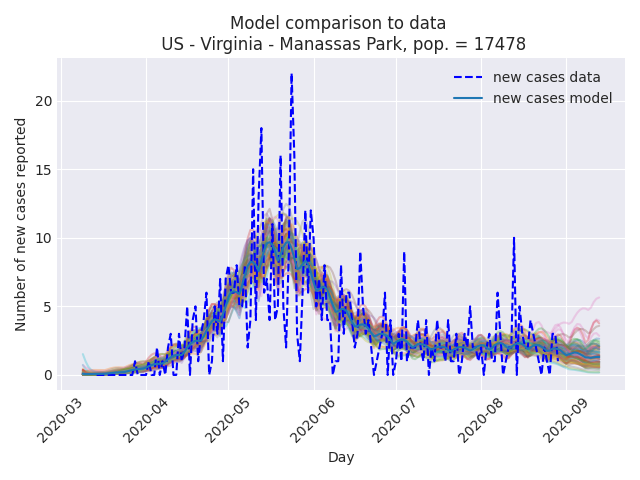 Model comparison to data
US - Virginia - Manassas Park, pop. = 17478
new cases data
new cases model
Number of new cases reported
20
15
10
5
0
2020-03
2020-04
2020-05
2020-06
2020-07
2020-08
2020-09
Day